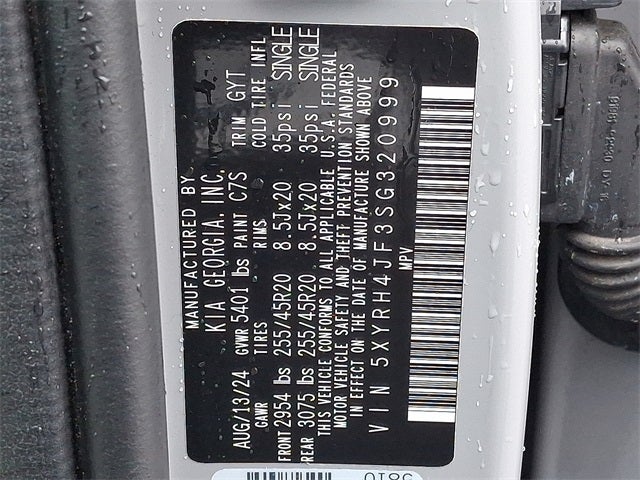 MANUFACTURED BY
KIA GEORGIA, INC.
AUG/13/24 GVWR 5401 lbs PAINT C7S TRIM GYT
GAWR TIRES RIMS COLD TIRE INFL
FRONT 2954 lbs 255/45R20 8.5Jx20 35psi SINGLE
REAR 3075 lbs 255/45R20 8.5Jx20 35psi SINGLE
THIS VEHICLE CONFORMS TO ALL APPLICABLE U.S.A. FEDERAL
MOTOR VEHICLE SAFETY AND THEFT PREVENTION STANDARDS
IN EFFECT ON THE DATE OF MANUFACTURE SHOWN ABOVE
VIN 5XYRH4JF3SG320999
MPV